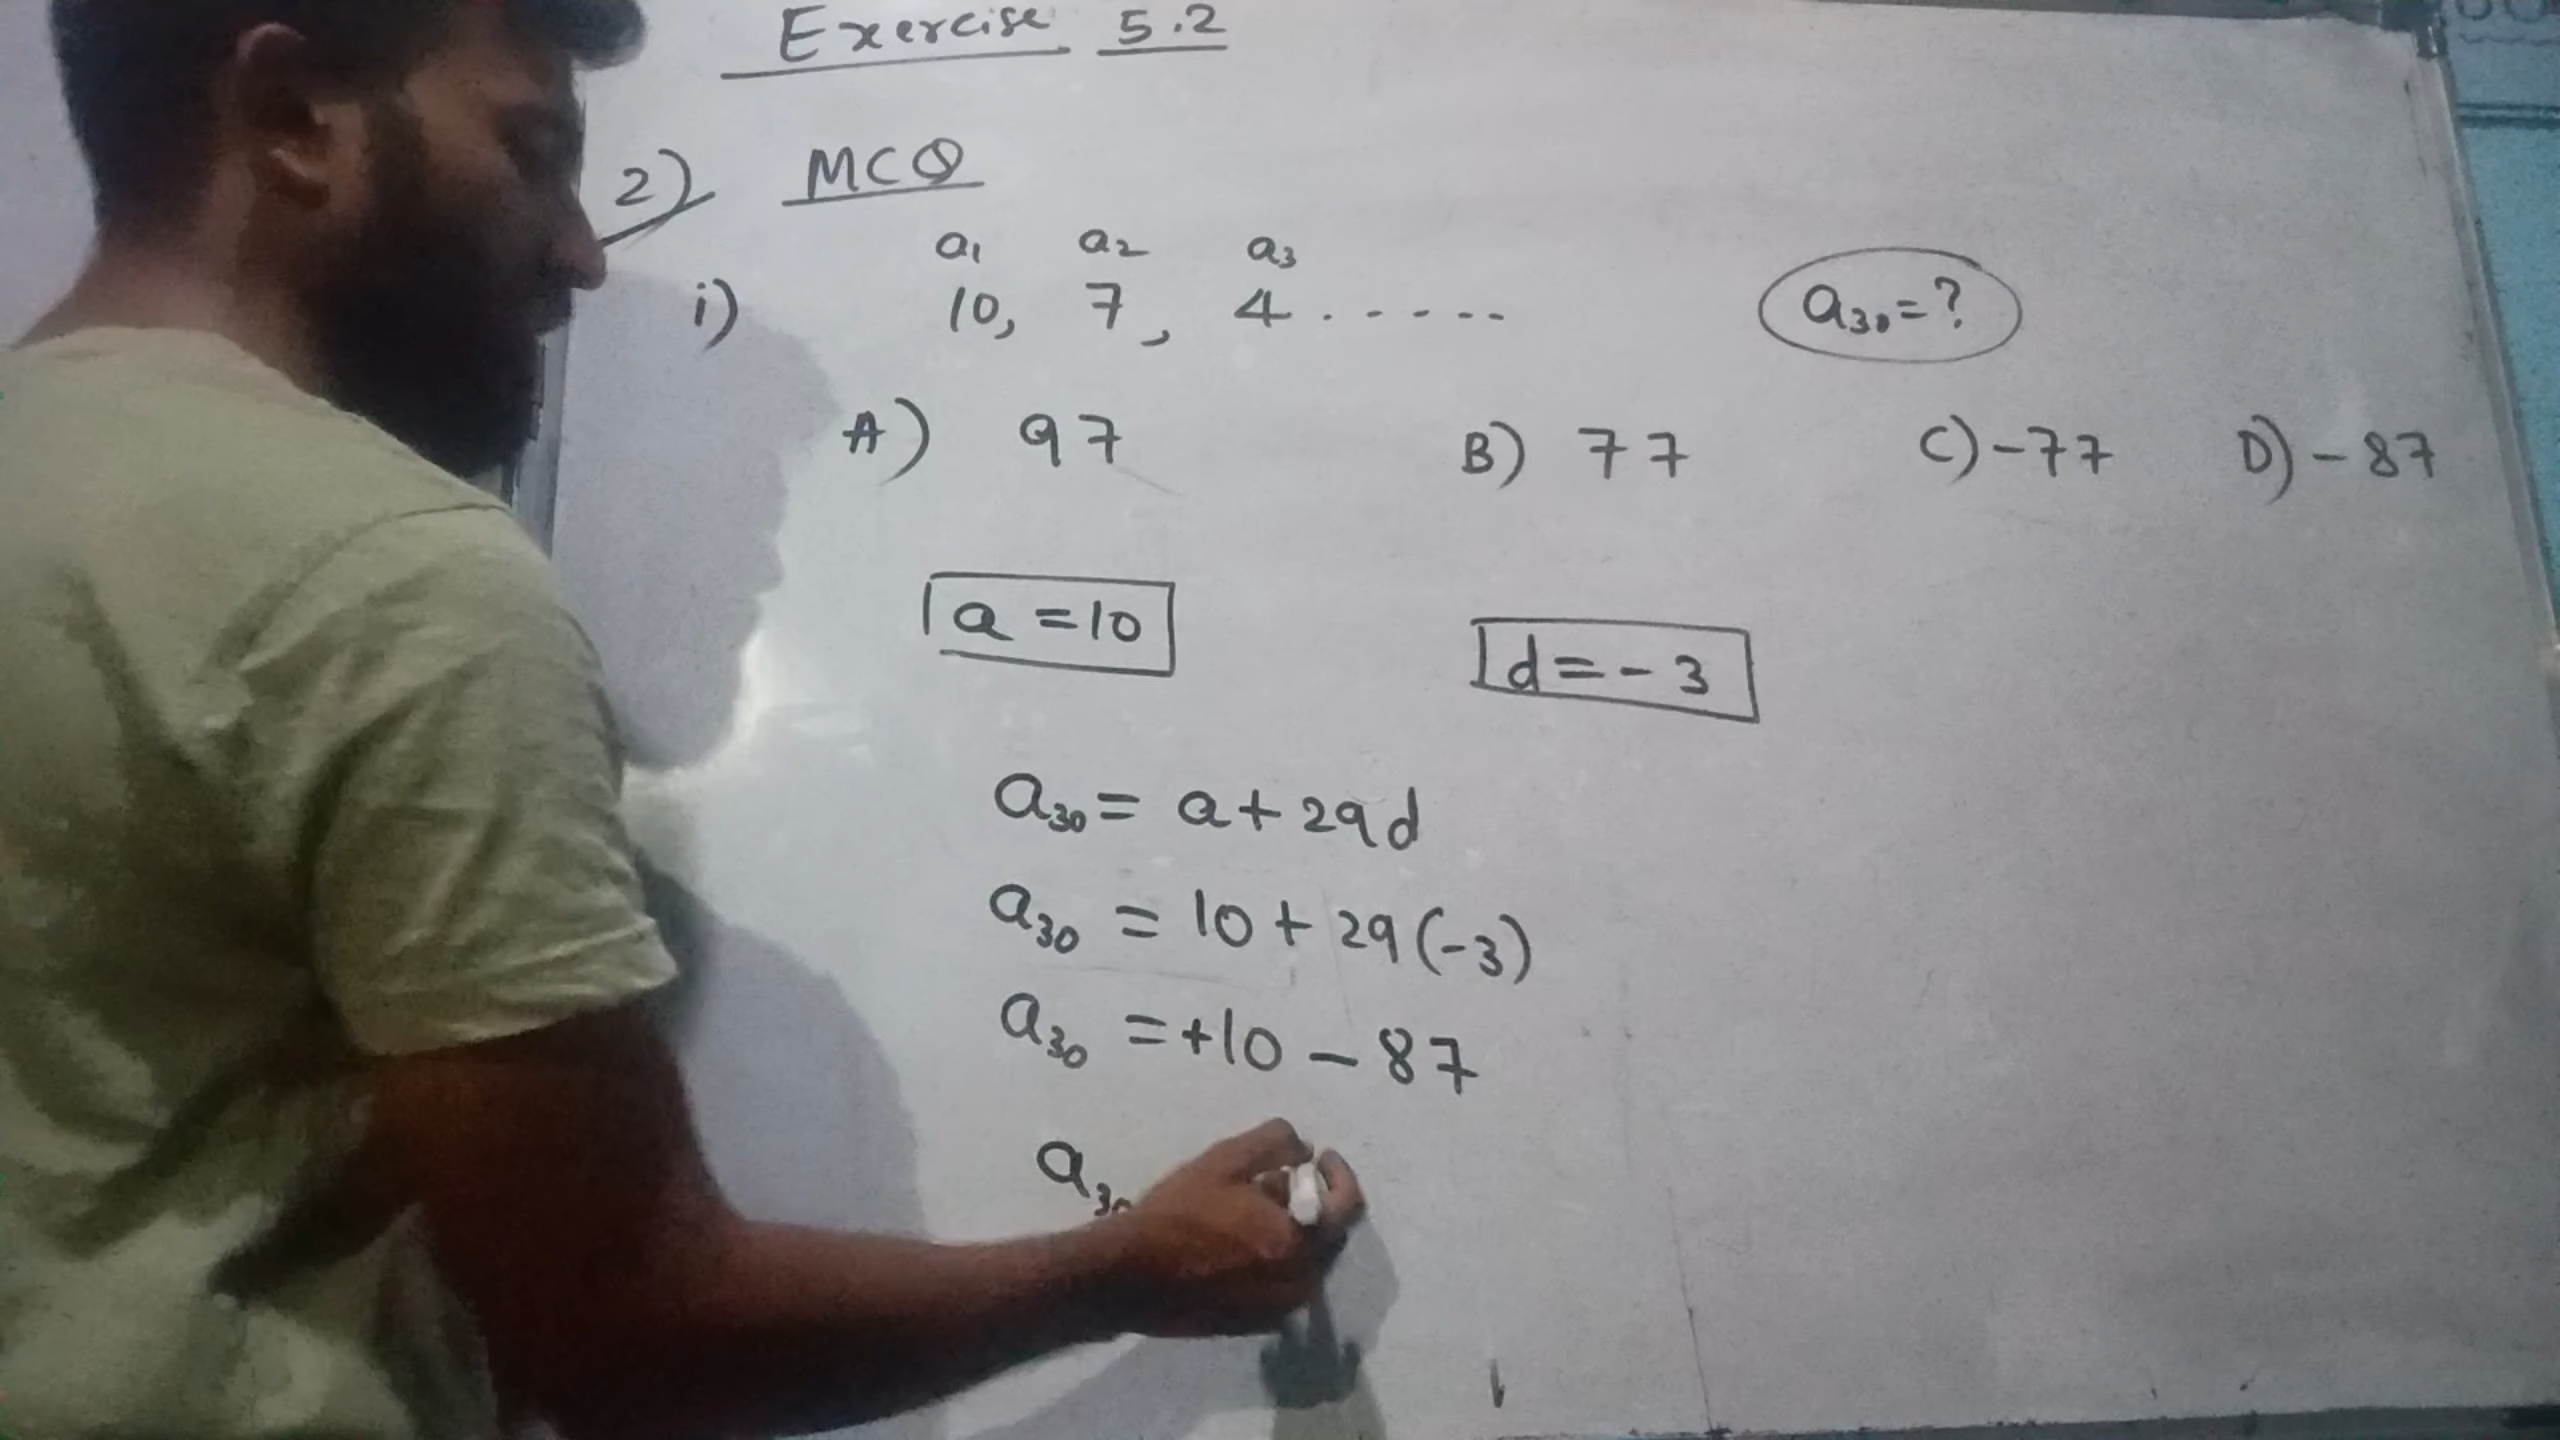 Exercise 5.2
2) MCQ
a₁ a₂ a₃
i) 10, 7, 4 ...... a₃₀=?
A) 97 B) 77 C) -77 D) -87
a = 10 d = -3
a₃₀ = a + 29d
a₃₀ = 10 + 29(-3)
a₃₀ = +10 - 87
a₃₀